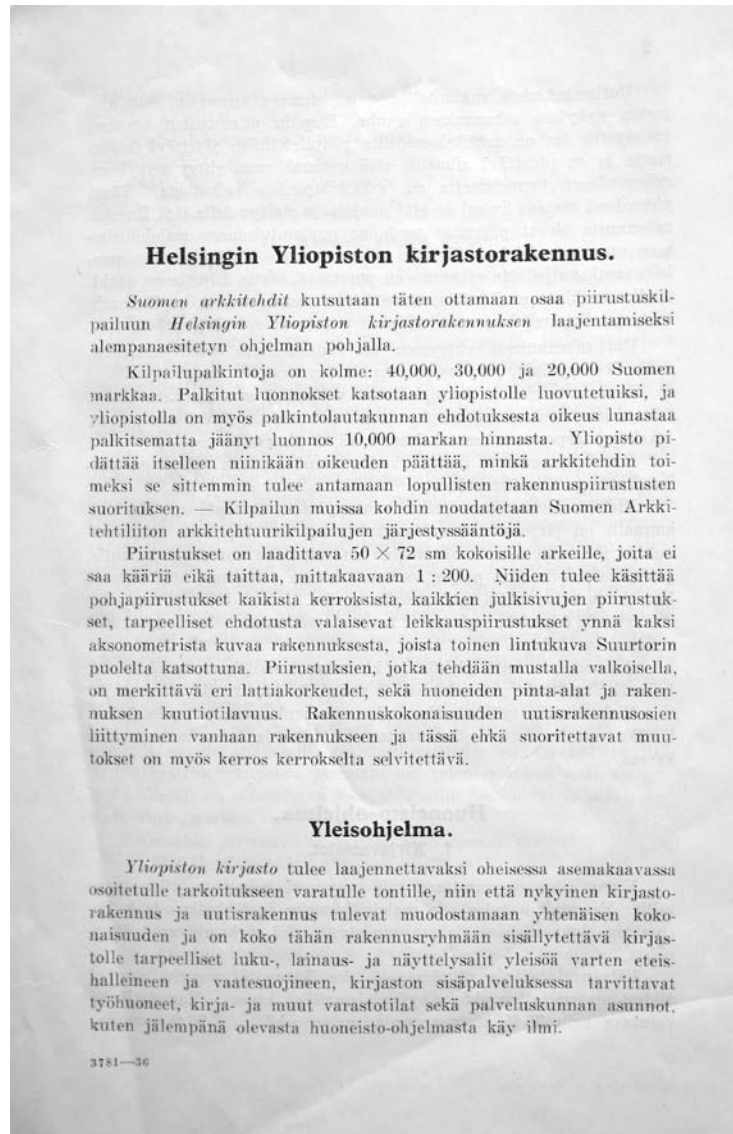 Helsingin Yliopiston kirjastorakennus.
Suomen arkkitehdit kutsutaan täten ottamaan osaa piirustuskil-
pailuun Helsingin Yliopiston kirjastorakennuksen laajentamiseksi
alempanaesitetyn ohjelman pohjalla.
Kilpailupalkintoja on kolme: 40,000, 30,000 ja 20,000 Suomen
markkaa. Palkitut luonnokset katsotaan yliopistolle luovutetuiksi, ja
yliopistolla on myös palkintolautakunnan ehdotuksesta oikeus lunastaa
palkitsematta jäänyt luonnos 10,000 markan hinnasta. Yliopisto pi-
dättää itselleen niinikään oikeuden päättää, minkä arkkitehdin toi-
meksi se sittemmin tulee antamaan lopullisten rakennuspiirustusten
suorituksen. — Kilpailun muissa kohdin noudatetaan Suomen Arkki-
tehtiliiton arkkitehtuurikilpailujen järjestyssääntöjä.
Piirustukset on laadittava 50 × 72 sm kokoisille arkeille, joita ei
saa kääriä eikä taittaa, mittakaavaan 1 : 200. Niiden tulee käsittää
pohjapiirustukset kaikista kerroksista, kaikkien julkisivujen piirustuk-
set, tarpeelliset ehdotusta valaisevat leikkauspiirustukset ynnä kaksi
aksonometrista kuvaa rakennuksesta, joista toinen lintukuva Suurtorin
puolelta katsottuna. Piirustuksien, jotka tehdään mustalla valkoisella,
on merkittävä eri lattiakorkeudet, sekä huoneiden pinta-alat ja raken-
nuksen kuutiotilavuus. Rakennuskokonaisuuden uutisrakennusosien
liittyminen vanhaan rakennukseen ja tässä ehkä suoritettavat muu-
tokset on myös kerros kerrokselta selvitettävä.
Yleisohjelma.
Yliopiston kirjasto tulee laajennettavaksi oheisessa asemakaavassa
osoitetulle tarkoitukseen varatulle tontille, niin että nykyinen kirjasto-
rakennus ja uutisrakennus tulevat muodostamaan yhtenäisen koko-
naisuuden ja on koko tähän rakennusryhmään sisällytettävä kirjas-
tolle tarpeelliset luku-, lainaus- ja näyttelysalit yleisöä varten eteis-
halleineen ja vaatesuojineen, kirjaston sisäpalveluksessa tarvittavat
työhuoneet, kirja- ja muut varastotilat sekä palveluskunnan asunnot,
kuten jälempänä olevasta huoneisto-ohjelmasta käy ilmi.
3781—36